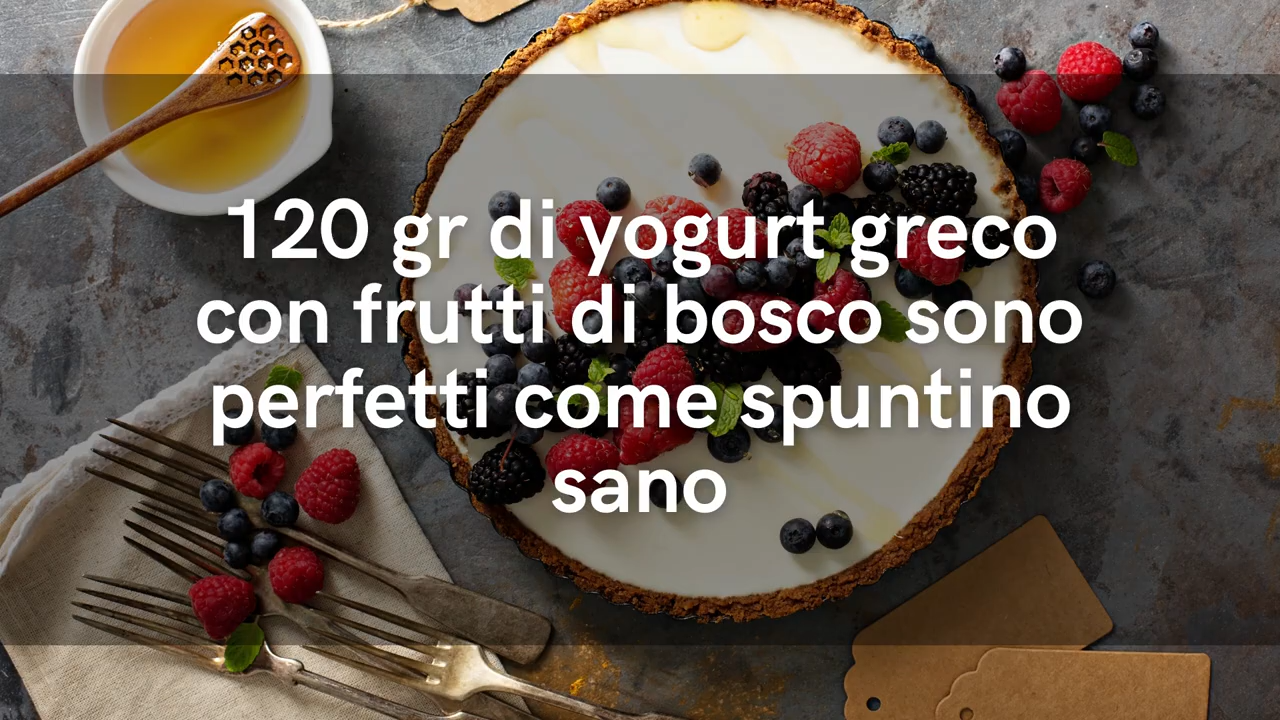 120 gr di yogurt greco
con frutti di bosco sono
perfetti come spuntino
sano